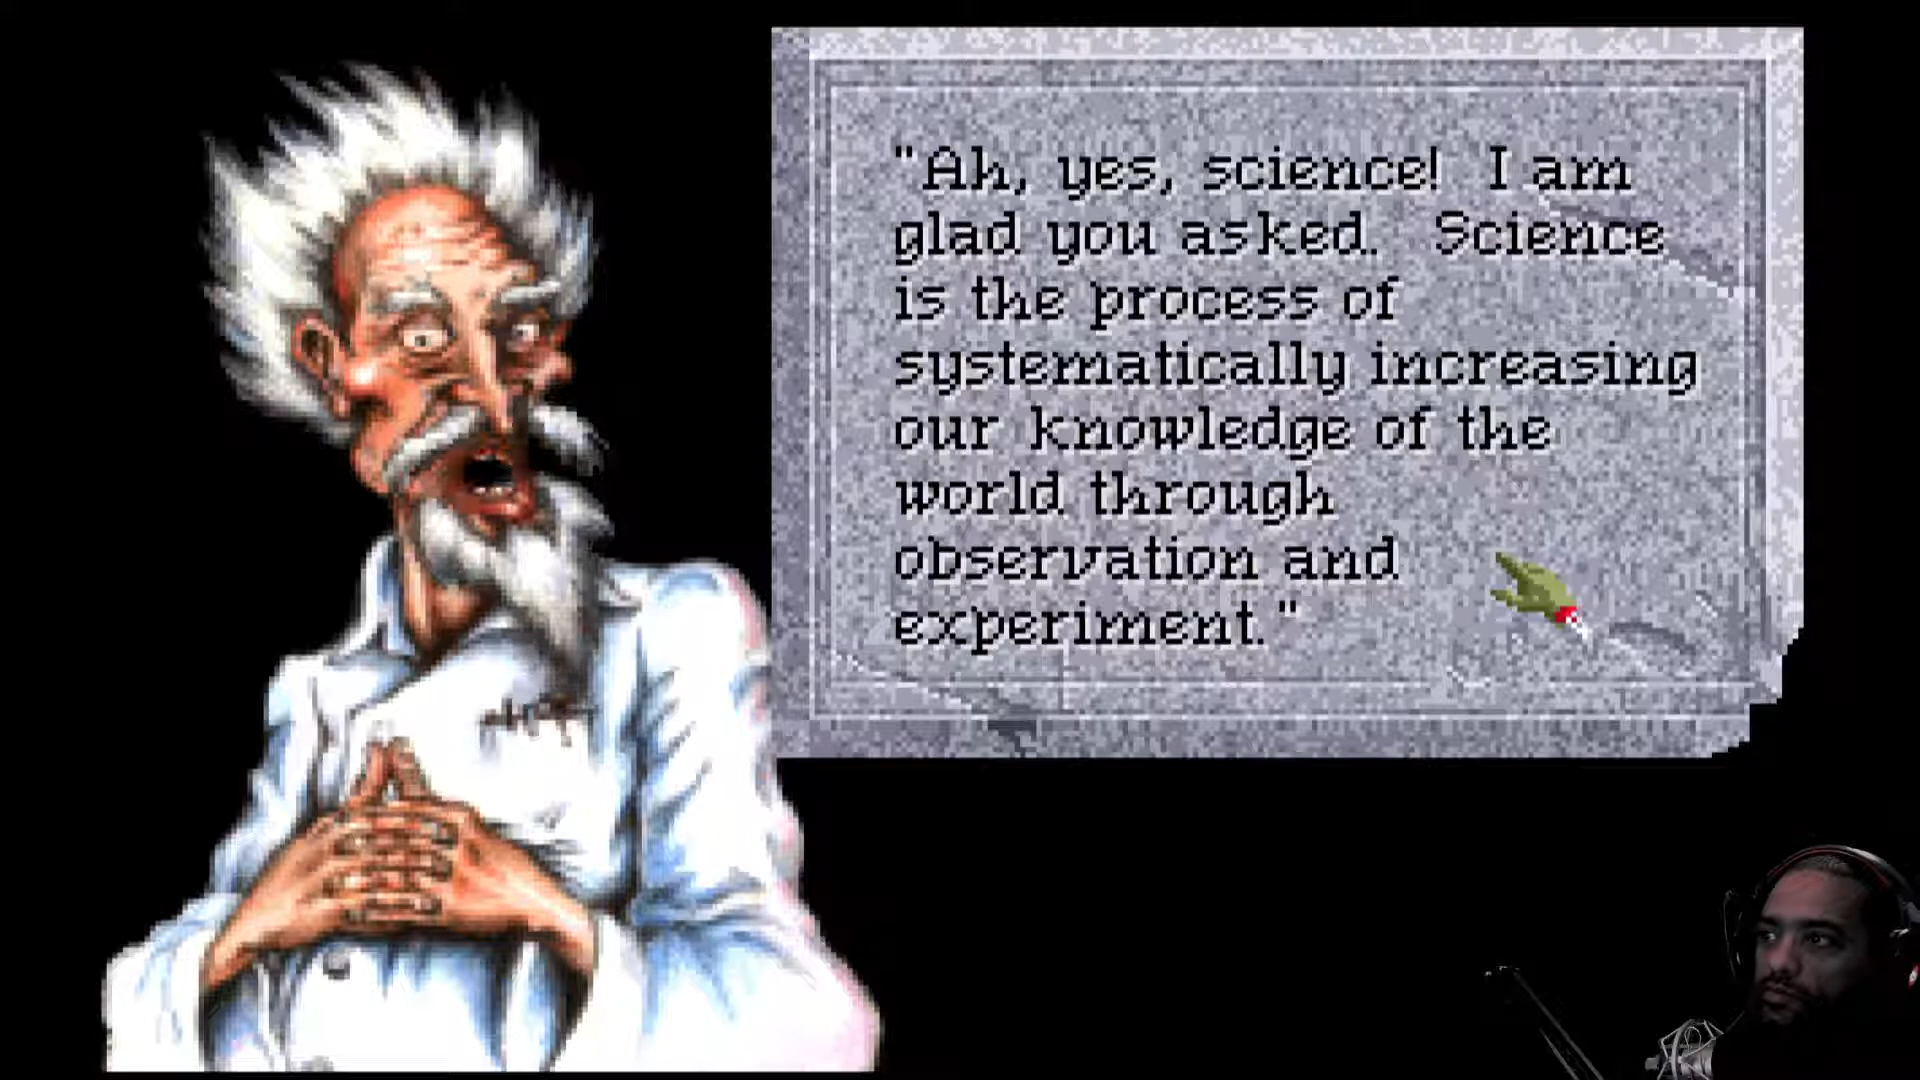 "Ah, yes, science! I am
glad you asked. Science
is the process of
systematically increasing
our knowledge of the
world through
observation and
experiment."